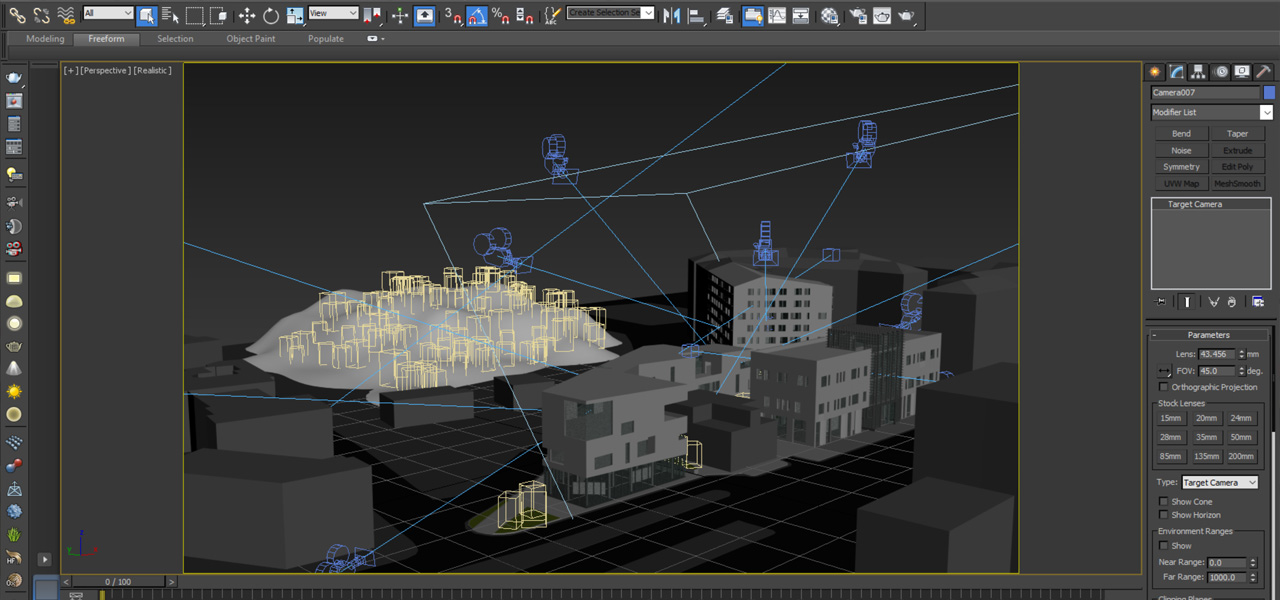 All
View
3
%
ABC
Create Selection Se
Modeling Freeform Selection Object Paint Populate
[+] [Perspective] [Realistic]
Camera007
Modifier List
Bend Taper
Noise Extrude
Symmetry Edit Poly
UVW Map MeshSmooth
Target Camera
- Parameters
Lens: 43.456 mm
FOV: 45.0 deg.
Orthographic Projection
Stock Lenses
15mm 20mm 24mm
28mm 35mm 50mm
85mm 135mm 200mm
Type: Target Camera
Show Cone
Show Horizon
Environment Ranges
Show
Near Range: 0.0
Far Range: 1000.0
Clipping Planes
HF
< 0 / 100 >